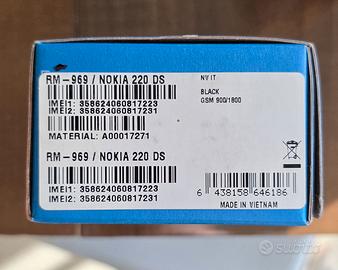 RM-969 / NOKIA 220 DS
NV IT
BLACK
GSM 900/1800
IMEI1: 358624060817223
IMEI2: 358624060817231
MATERIAL: A00017271
RM-969 / NOKIA 220 DS
IMEI1: 358624060817223
IMEI2: 358624060817231
6 438158 646186
MADE IN VIETNAM
subito